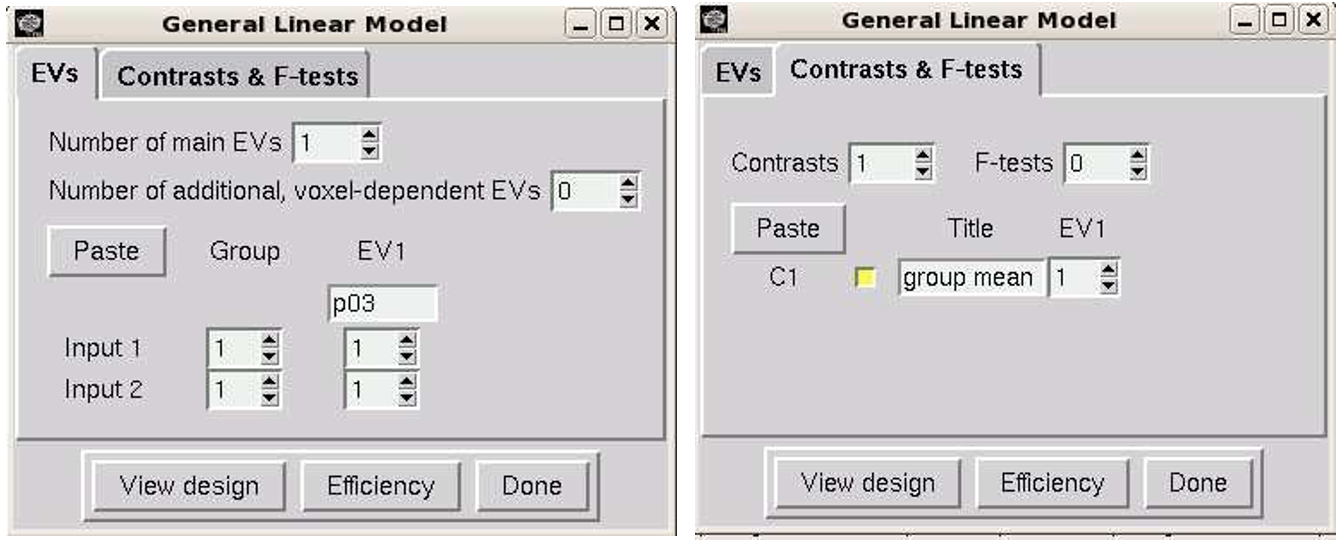 General Linear Model
EVs
Contrasts & F-tests
Number of main EVs 1
Number of additional, voxel-dependent EVs 0
Paste Group EV1
p03
Input 1 1 1
Input 2 1 1
View design Efficiency Done
General Linear Model
EVs
Contrasts & F-tests
Contrasts 1 F-tests 0
Paste Title EV1
C1 group mean 1
View design Efficiency Done